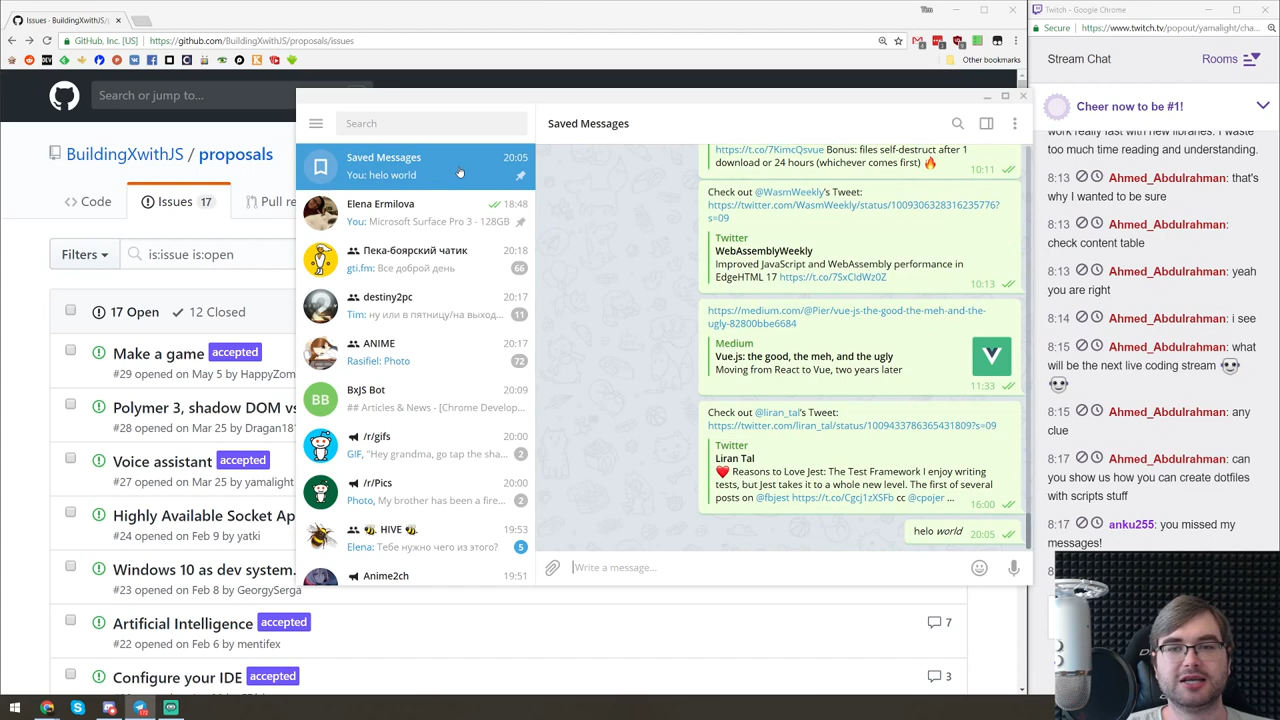 Issues · BuildingXwithJS/p
Tim
GitHub, Inc. [US]
https://github.com/BuildingXwithJS/proposals/issues
Other bookmarks
Search or jump to...
BuildingXwithJS / proposals
Code
Issues 17
Filters
is:issue is:open
17 Open
12 Closed
Make a game accepted
#29 opened on May 5 by HappyZom
Polymer 3, shadow DOM vs
#28 opened on Mar 25 by Dragan18
Voice assistant accepted
#27 opened on Mar 25 by yamalight
Highly Available Socket Ap
#24 opened on Feb 9 by yatki
Windows 10 as dev system.
#23 opened on Feb 8 by GeorgySerga
Artificial Intelligence accepted
#22 opened on Feb 6 by mentifex
7
Configure your IDE accepted
3
Search
Saved Messages 20:05
You: helo world
Elena Ermilova 18:48
You: Microsoft Surface Pro 3 - 128GB
Пека-боярский чатик 20:18
gti.fm: Все доброй день 66
destiny2pc 20:17
Tim: ну или в пятницу/на выход... 11
ANIME 20:17
Rasifiel: Photo 72
BB
BxJS Bot 20:09
## Articles & News - [Chrome Develop...
/r/gifs 20:00
GIF, "Hey grandma, go tap the sha... 2
/r/Pics 20:00
Photo, My brother has been a fire... 2
HIVE 19:53
Elena: Тебе нужно чего из этого? 5
Anime2ch 19:51
Saved Messages
https://t.co/7KimcQsvue Bonus: files self-destruct after 1
download or 24 hours (whichever comes first) 🔥
10:11
Check out @WasmWeekly's Tweet:
https://twitter.com/WasmWeekly/status/1009306328316235776?
s=09
Twitter
WebAssemblyWeekly
Improved JavaScript and WebAssembly performance in
EdgeHTML 17 https://t.co/7SxCldWz0Z
10:13
https://medium.com/@Pier/vue-js-the-good-the-meh-and-the-
ugly-82800bbe6684
Medium
Vue.js: the good, the meh, and the ugly
Moving from React to Vue, two years later
11:33
Check out @liran_tal's Tweet:
https://twitter.com/liran_tal/status/1009433786365431809?s=09
Twitter
Liran Tal
❤️ Reasons to Love Jest: The Test Framework I enjoy writing
tests, but Jest takes it to a whole new level. The first of several
posts on @fbjest https://t.co/Cgcj1zXSFb cc @cpojer ...
16:00
helo world 20:05
Write a message...
Twitch - Google Chrome
Secure
https://www.twitch.tv/popout/yamalight/cha...
Stream Chat
Rooms
Cheer now to be #1!
work really fast with new libraries. I waste
too much time reading and understanding.
8:13 Ahmed_Abdulrahman: that's
why I wanted to be sure
8:13 Ahmed_Abdulrahman:
check content table
8:13 Ahmed_Abdulrahman: yeah
you are right
8:14 Ahmed_Abdulrahman: i see
8:15 Ahmed_Abdulrahman: what
will be the next live coding stream
8:15 Ahmed_Abdulrahman: any
clue
8:17 Ahmed_Abdulrahman: can
you show us how you can create dotfiles
with scripts stuff
8:17 anku255: you missed my
messages!